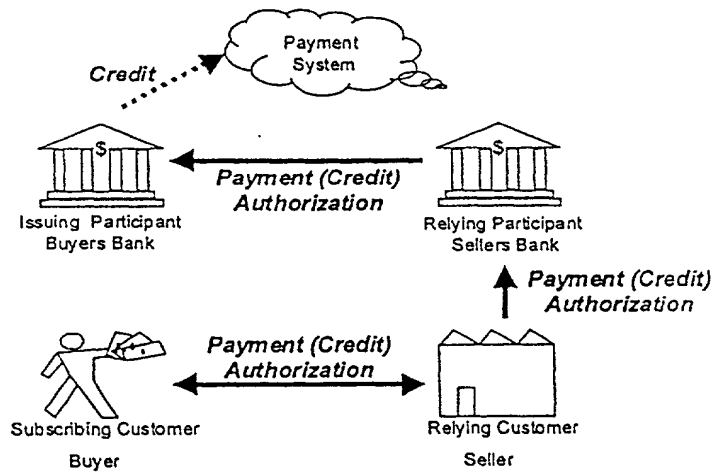 Payment
System
Credit
$
$
Payment (Credit)
Authorization
Issuing Participant
Buyers Bank
Relying Participant
Sellers Bank
Payment (Credit)
Authorization
Payment (Credit)
Authorization
Subscribing Customer
Buyer
Relying Customer
Seller